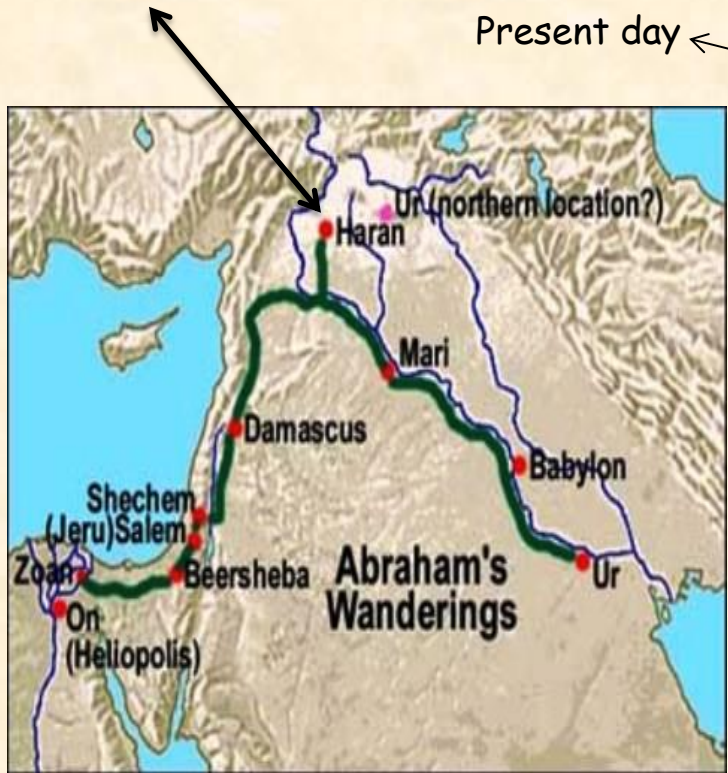 Present day
Ur (northern location?)
Haran
Mari
Damascus
Babylon
Shechem
(Jeru)Salem
Zoan
Beersheba
Abraham's
Wanderings
Ur
On
(Heliopolis)